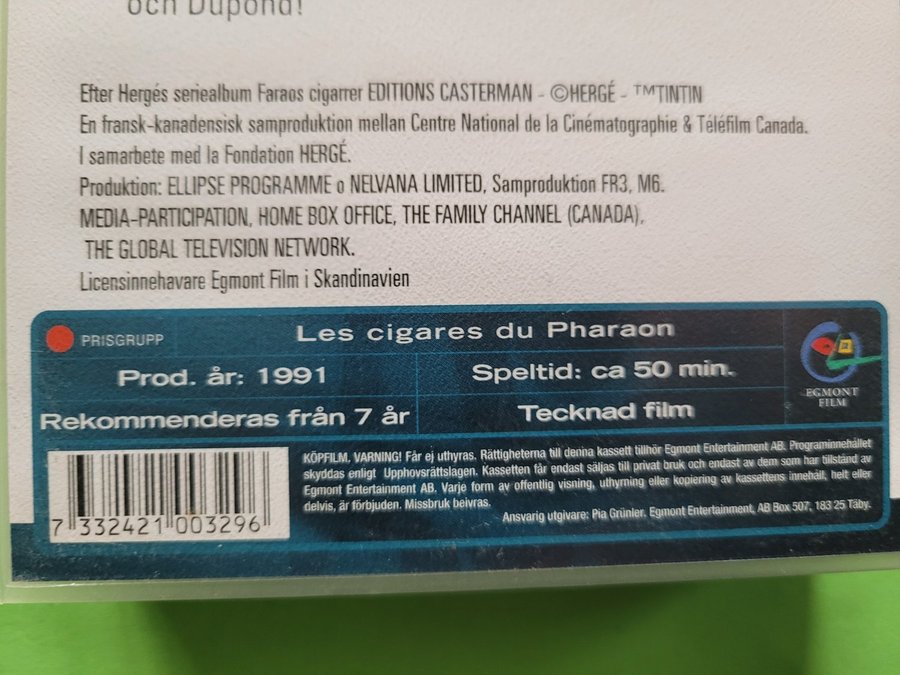 och Dupond!
Efter Hergés seriealbum Faraos cigarrer EDITIONS CASTERMAN - ©HERGÉ - ™TINTIN
En fransk-kanadensisk samproduktion mellan Centre National de la Cinématographie & Téléfilm Canada.
I samarbete med la Fondation HERGÉ.
Produktion: ELLIPSE PROGRAMME o NELVANA LIMITED, Samproduktion FR3, M6.
MEDIA-PARTICIPATION, HOME BOX OFFICE, THE FAMILY CHANNEL (CANADA),
THE GLOBAL TELEVISION NETWORK.
Licensinnehavare Egmont Film i Skandinavien
PRISGRUPP
Les cigares du Pharaon
Prod. år: 1991
Speltid: ca 50 min.
Rekommenderas från 7 år
Tecknad film
EGMONT
FILM
KÖPFILM. VARNING! Får ej uthyras. Rättigheterna till denna kassett tillhör Egmont Entertainment AB. Programinnehållet
skyddas enligt Upphovsrättslagen. Kassetten får endast säljas till privat bruk och endast av dem som har tillstånd av
Egmont Entertainment AB. Varje form av offentlig visning, uthyrning eller kopiering av kassettens innehåll, helt eller
delvis, är förbjuden. Missbruk beivras.
Ansvarig utgivare: Pia Grünler. Egmont Entertainment, AB Box 507, 183 25 Täby.
7 332421 003296